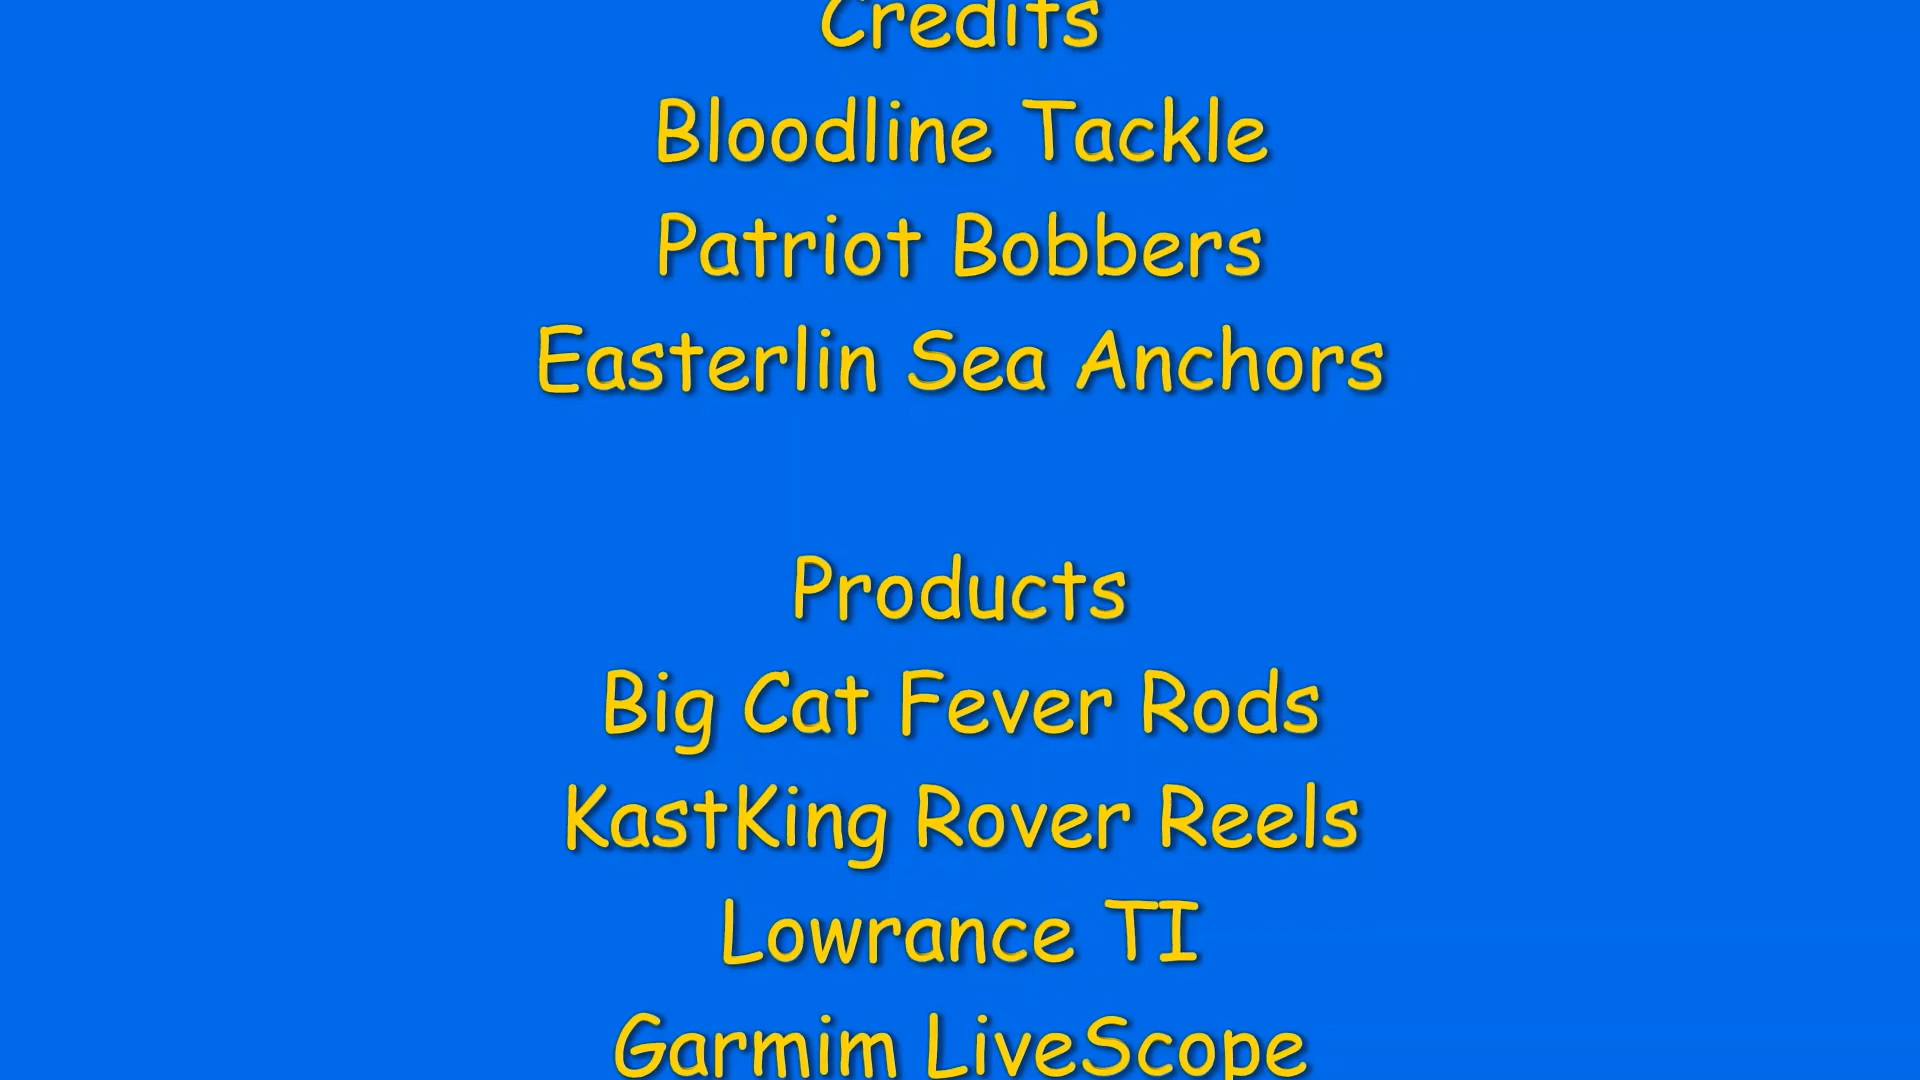 Credits
Bloodline Tackle
Patriot Bobbers
Easterlin Sea Anchors
Products
Big Cat Fever Rods
KastKing Rover Reels
Lowrance TI
Garmim LiveScope